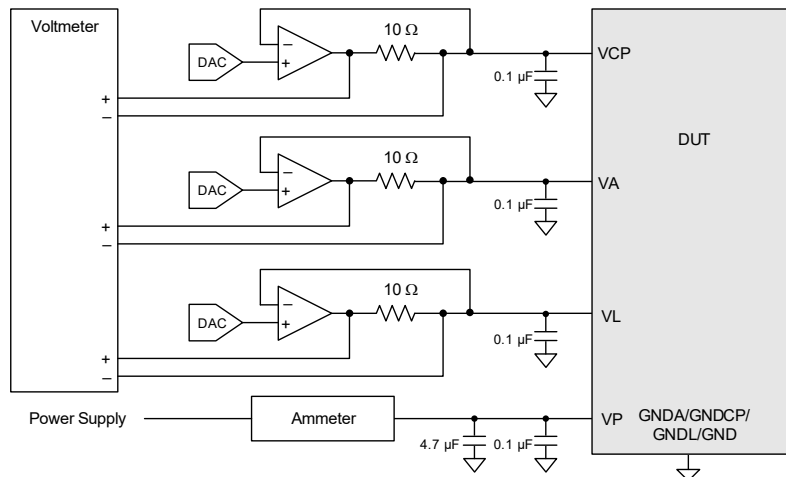 Voltmeter
10 Ω
DAC
−
+
VCP
0.1 µF
+
−
DUT
10 Ω
DAC
−
+
VA
0.1 µF
+
−
10 Ω
DAC
−
+
VL
0.1 µF
+
−
Power Supply
Ammeter
VP
GNDA/GNDCP/
GNDL/GND
4.7 µF
0.1 µF